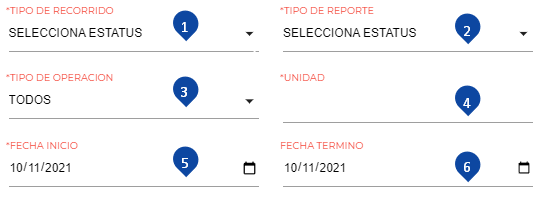 *TIPO DE RECORRIDO
SELECCIONA ESTATUS
1
*TIPO DE REPORTE
SELECCIONA ESTATUS
2
*TIPO DE OPERACION
TODOS
3
*UNIDAD
4
*FECHA INICIO
10/11/2021
5
FECHA TERMINO
10/11/2021
6